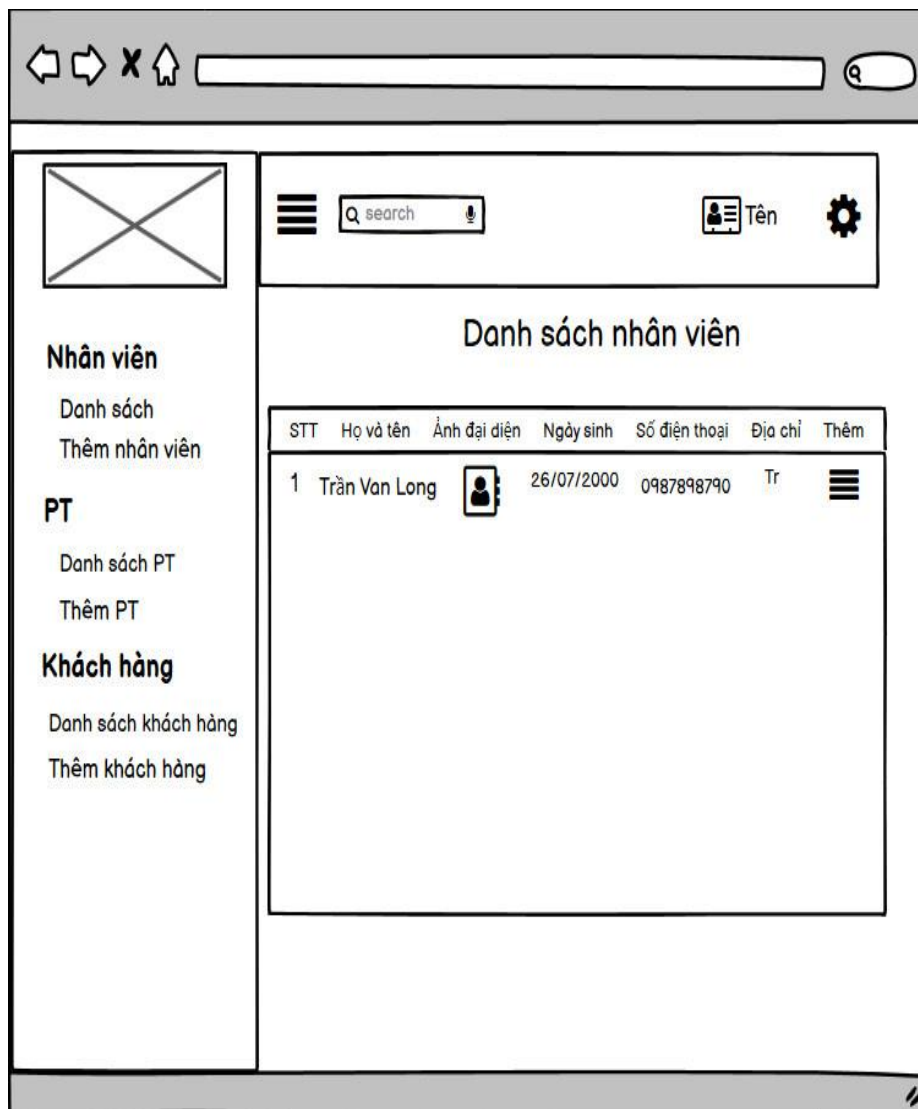 search
Tên
Nhân viên
Danh sách
Thêm nhân viên
PT
Danh sách PT
Thêm PT
Khách hàng
Danh sách khách hàng
Thêm khách hàng
Danh sách nhân viên
STT Họ và tên Ảnh đại diện Ngày sinh Số điện thoại Địa chỉ Thêm
1 Trần Van Long 26/07/2000 0987898790 Tr